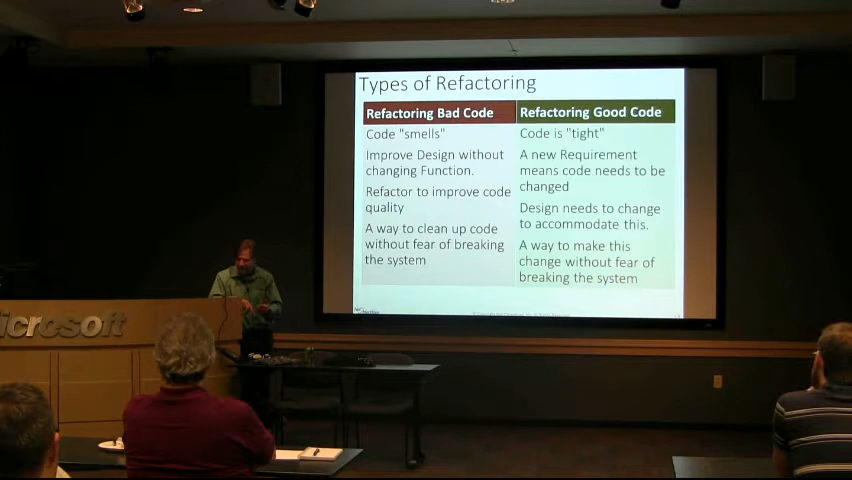 Types of Refactoring
Refactoring Bad Code
Refactoring Good Code
Code "smells"
Code is "tight"
Improve Design without
changing Function.
A new Requirement
means code needs to be
changed
Refactor to improve code
quality
Design needs to change
to accommodate this.
A way to clean up code
without fear of breaking
the system
A way to make this
change without fear of
breaking the system
icrosoft